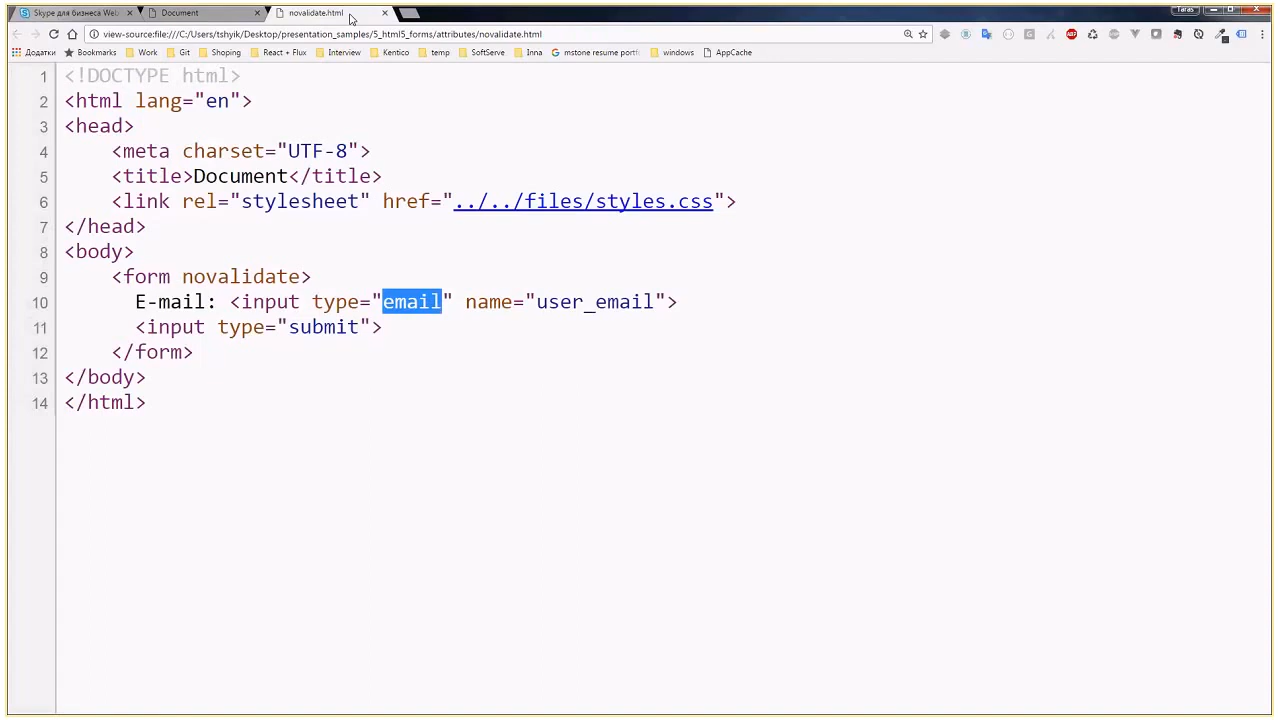 Skype для бизнеса Web
Document
novalidate.html
Taras
view-source:file:///C:/Users/tshyik/Desktop/presentation_samples/5_html5_forms/attributes/novalidate.html
Додатки Bookmarks Work Git Shoping React + Flux Interview Kentico temp SoftServe Inna mstone resume portf windows AppCache
1 <!DOCTYPE html>
2 <html lang="en">
3 <head>
4 <meta charset="UTF-8">
5 <title>Document</title>
6 <link rel="stylesheet" href="../../files/styles.css">
7 </head>
8 <body>
9 <form novalidate>
10 E-mail: <input type="email" name="user_email">
11 <input type="submit">
12 </form>
13 </body>
14 </html>